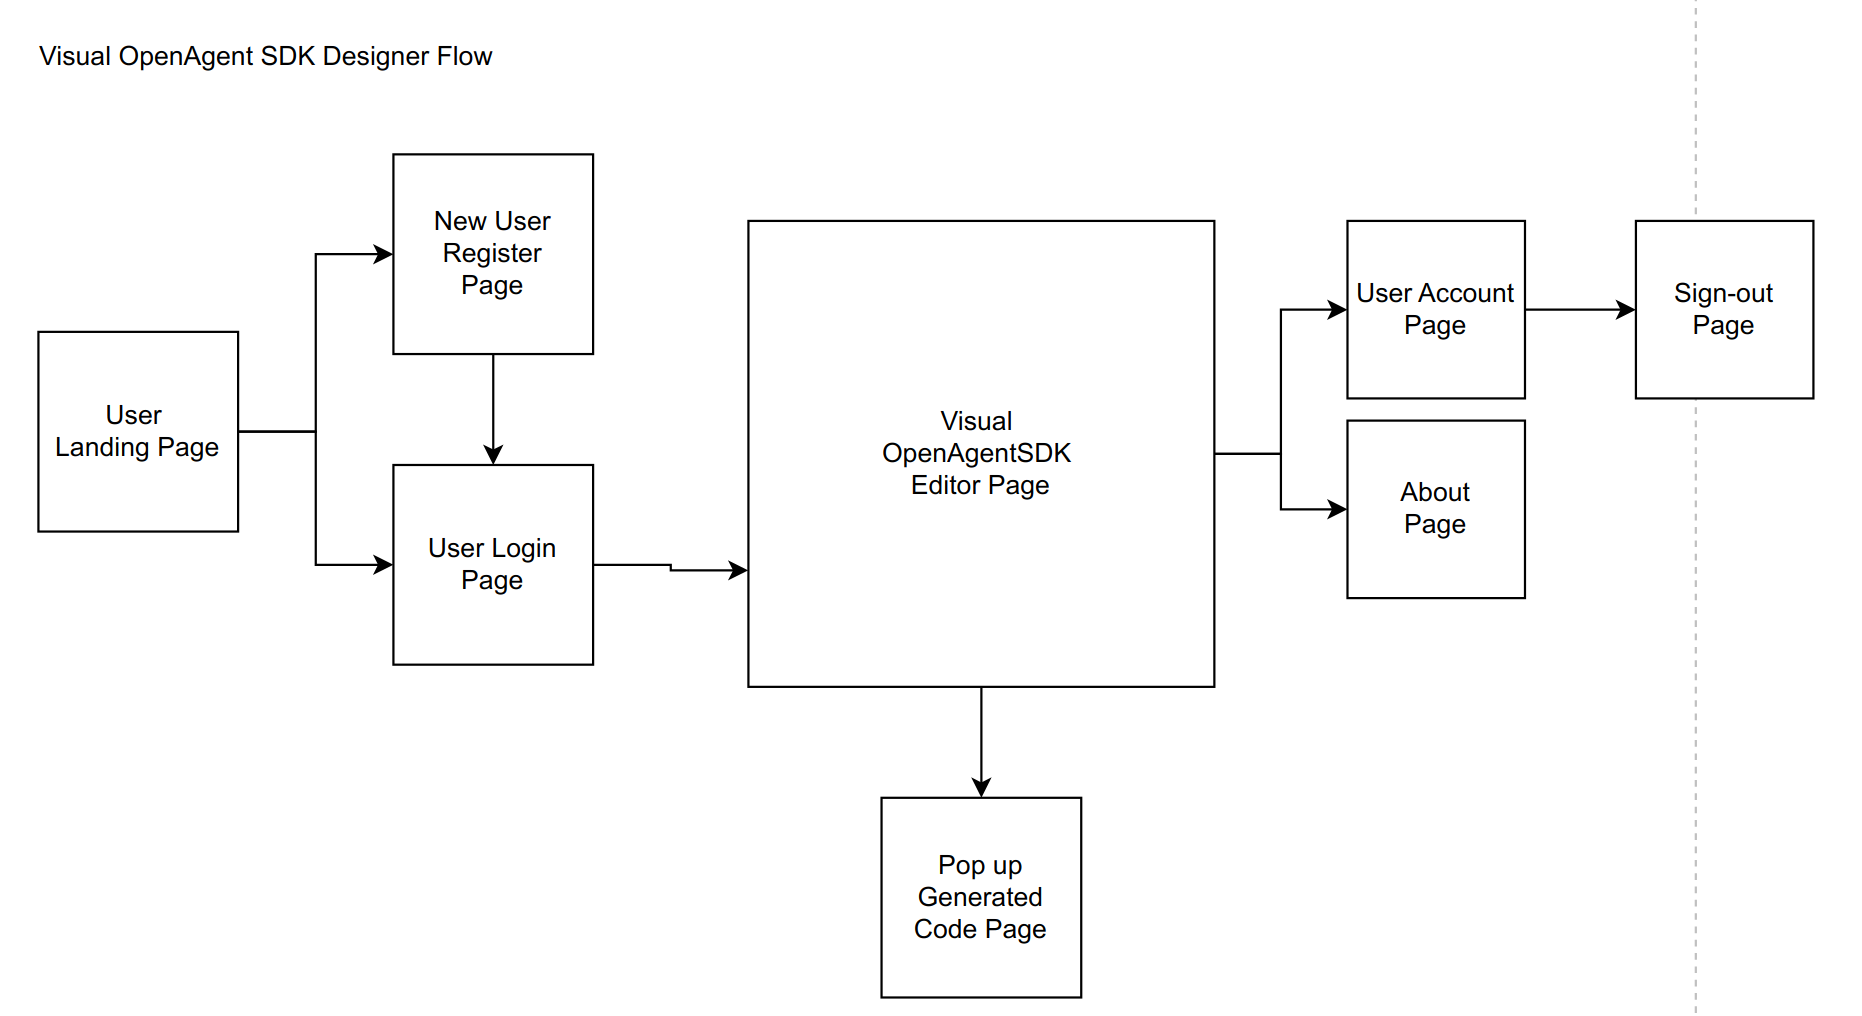 Visual OpenAgent SDK Designer Flow
New User
Register
Page
User
Landing Page
User Login
Page
Visual
OpenAgentSDK
Editor Page
User Account
Page
Sign-out
Page
About
Page
Pop up
Generated
Code Page